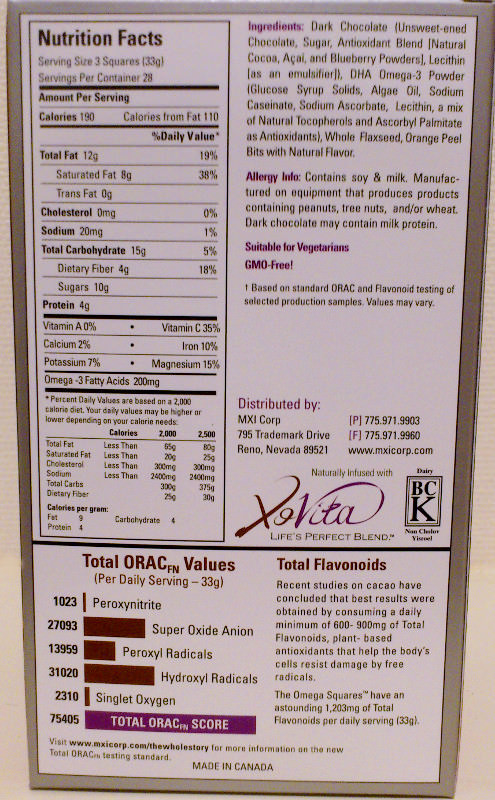 Nutrition Facts
Serving Size 3 Squares (33g)
Servings Per Container 28
Amount Per Serving
Calories 190 Calories from Fat 110
%Daily Value*
Total Fat 12g 19%
Saturated Fat 8g 38%
Trans Fat 0g
Cholesterol 0mg 0%
Sodium 20mg 1%
Total Carbohydrate 15g 5%
Dietary Fiber 4g 18%
Sugars 10g
Protein 4g
Vitamin A 0% • Vitamin C 35%
Calcium 2% • Iron 10%
Potassium 7% • Magnesium 15%
Omega -3 Fatty Acids 200mg
* Percent Daily Values are based on a 2,000
calorie diet. Your daily values may be higher or
lower depending on your calorie needs:
Calories 2,000 2,500
Total Fat Less Than 65g 80g
Saturated Fat Less Than 20g 25g
Cholesterol Less Than 300mg 300mg
Sodium Less Than 2400mg 2400mg
Total Carbs 300g 375g
Dietary Fiber 25g 30g
Calories per gram:
Fat 9 Carbohydrate 4
Protein 4
Ingredients: Dark Chocolate (Unsweet-ened
Chocolate, Sugar, Antioxidant Blend [Natural
Cocoa, Açai, and Blueberry Powders], Lecithin
[as an emulsifier]), DHA Omega-3 Powder
(Glucose Syrup Solids, Algae Oil, Sodium
Caseinate, Sodium Ascorbate, Lecithin, a mix
of Natural Tocopherols and Ascorbyl Palmitate
as Antioxidants), Whole Flaxseed, Orange Peel
Bits with Natural Flavor.
Allergy Info: Contains soy & milk. Manufac-
tured on equipment that produces products
containing peanuts, tree nuts, and/or wheat.
Dark chocolate may contain milk protein.
Suitable for Vegetarians
GMO-Free!
† Based on standard ORAC and Flavonoid testing of
selected production samples. Values may vary.
Distributed by:
MXI Corp [P] 775.971.9903
795 Trademark Drive [F] 775.971.9960
Reno, Nevada 89521 www.mxicorp.com
Naturally Infused with
XoVita
LIFE'S PERFECT BLEND.™
Dairy
BC
K
Non Cholov
Yisroel
Total ORACFN Values
(Per Daily Serving – 33g)
1023 Peroxynitrite
27093 Super Oxide Anion
13959 Peroxyl Radicals
31020 Hydroxyl Radicals
2310 Singlet Oxygen
75405 TOTAL ORACFN SCORE
Visit www.mxicorp.com/thewholestory for more information on the new
Total ORACFN testing standard.
MADE IN CANADA
Total Flavonoids
Recent studies on cacao have
concluded that best results were
obtained by consuming a daily
minimum of 600- 900mg of Total
Flavonoids, plant- based
antioxidants that help the body's
cells resist damage by free
radicals.
The Omega Squares™ have an
astounding 1,203mg of Total
Flavonoids per daily serving (33g).